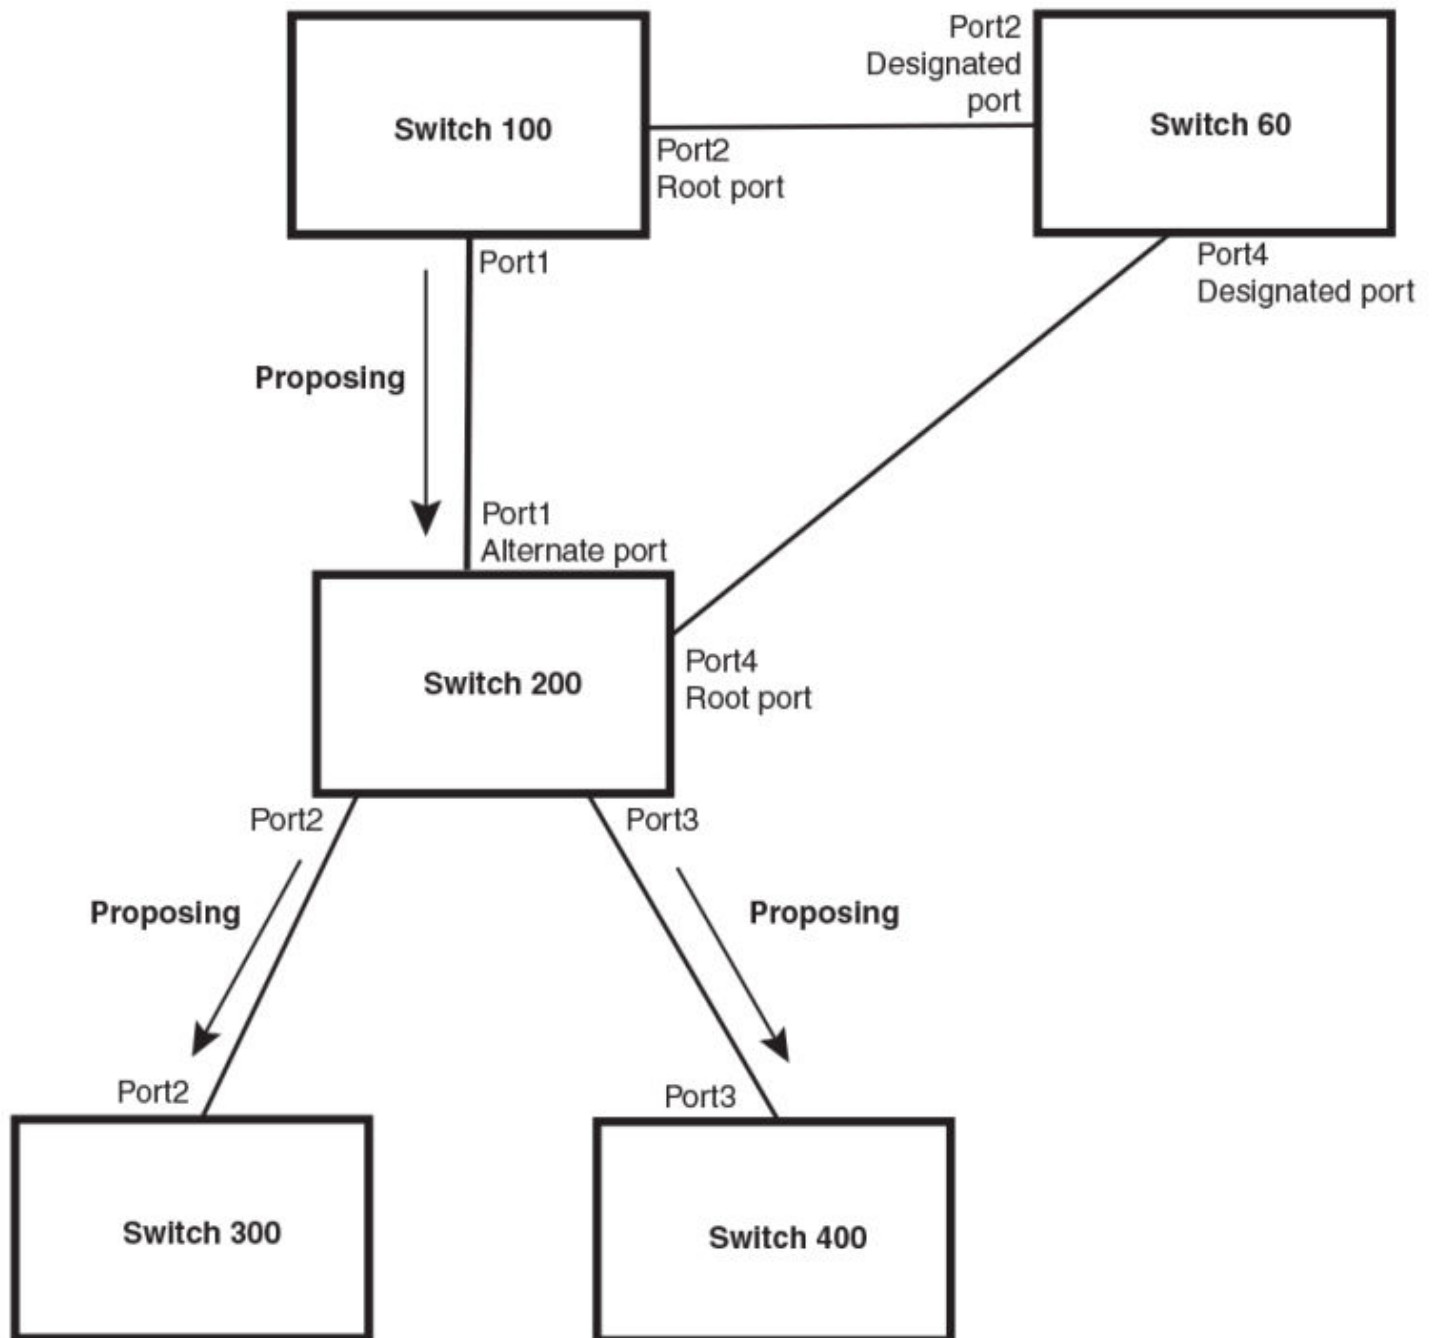 Port2
Designated
port
Switch 100
Switch 60
Port2
Root port
Port1
Port4
Designated port
Proposing
Port1
Alternate port
Switch 200
Port4
Root port
Port2
Port3
Proposing
Proposing
Port2
Port3
Switch 300
Switch 400